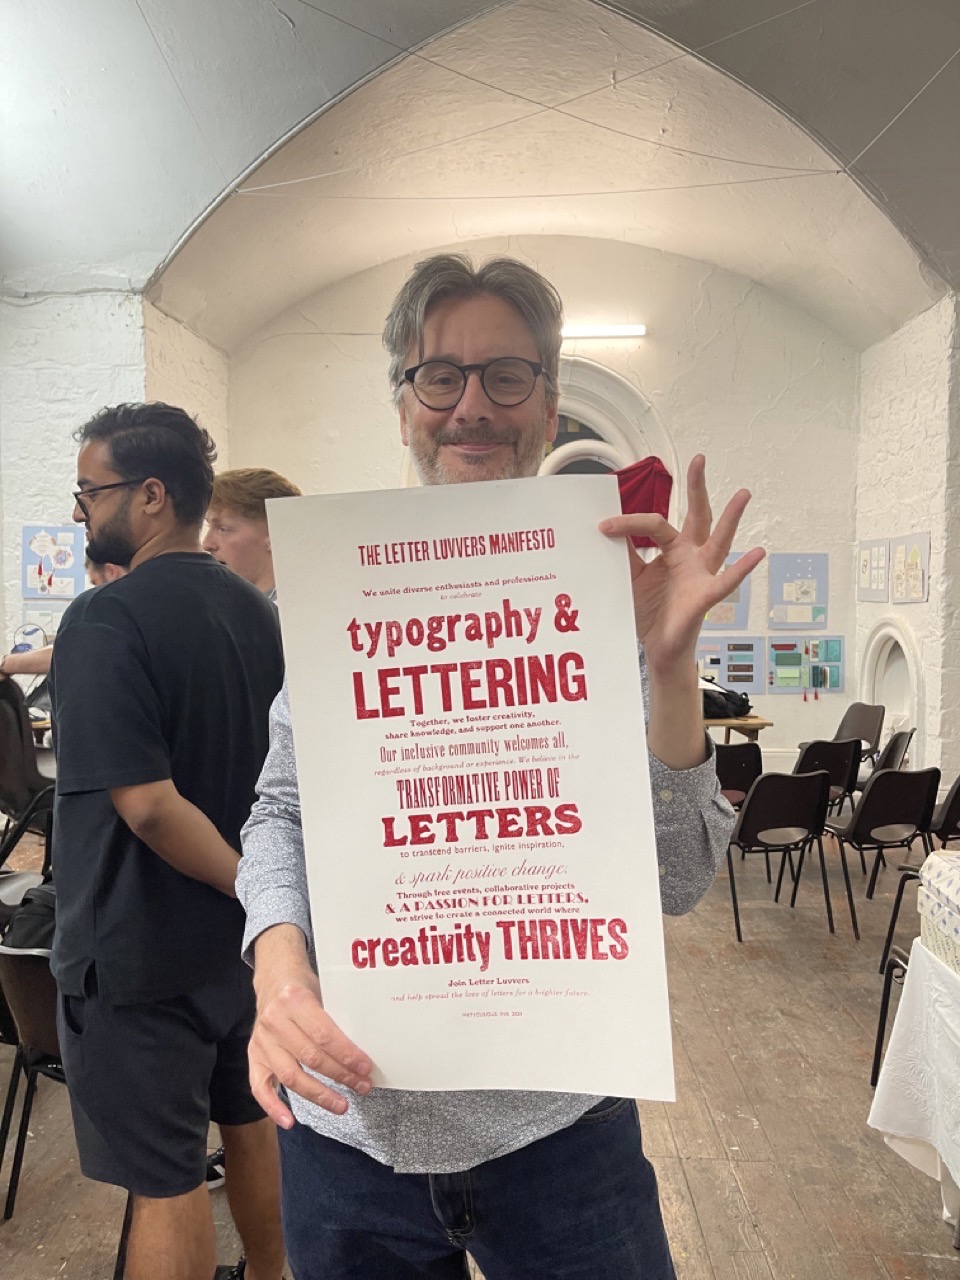 THE LETTER LUVVERS MANIFESTO
We unite diverse enthusiasts and professionals
to celebrate
typography &
LETTERING
Together, we foster creativity,
share knowledge, and support one another.
Our inclusive community welcomes all,
regardless of background or experience. We believe in the
TRANSFORMATIVE POWER OF
LETTERS
to transcend barriers, ignite inspiration,
& spark positive change.
Through free events, collaborative projects
& A PASSION FOR LETTERS,
we strive to create a connected world where
creativity THRIVES
Join Letter Luvvers
and help spread the love of letters for a brighter future.